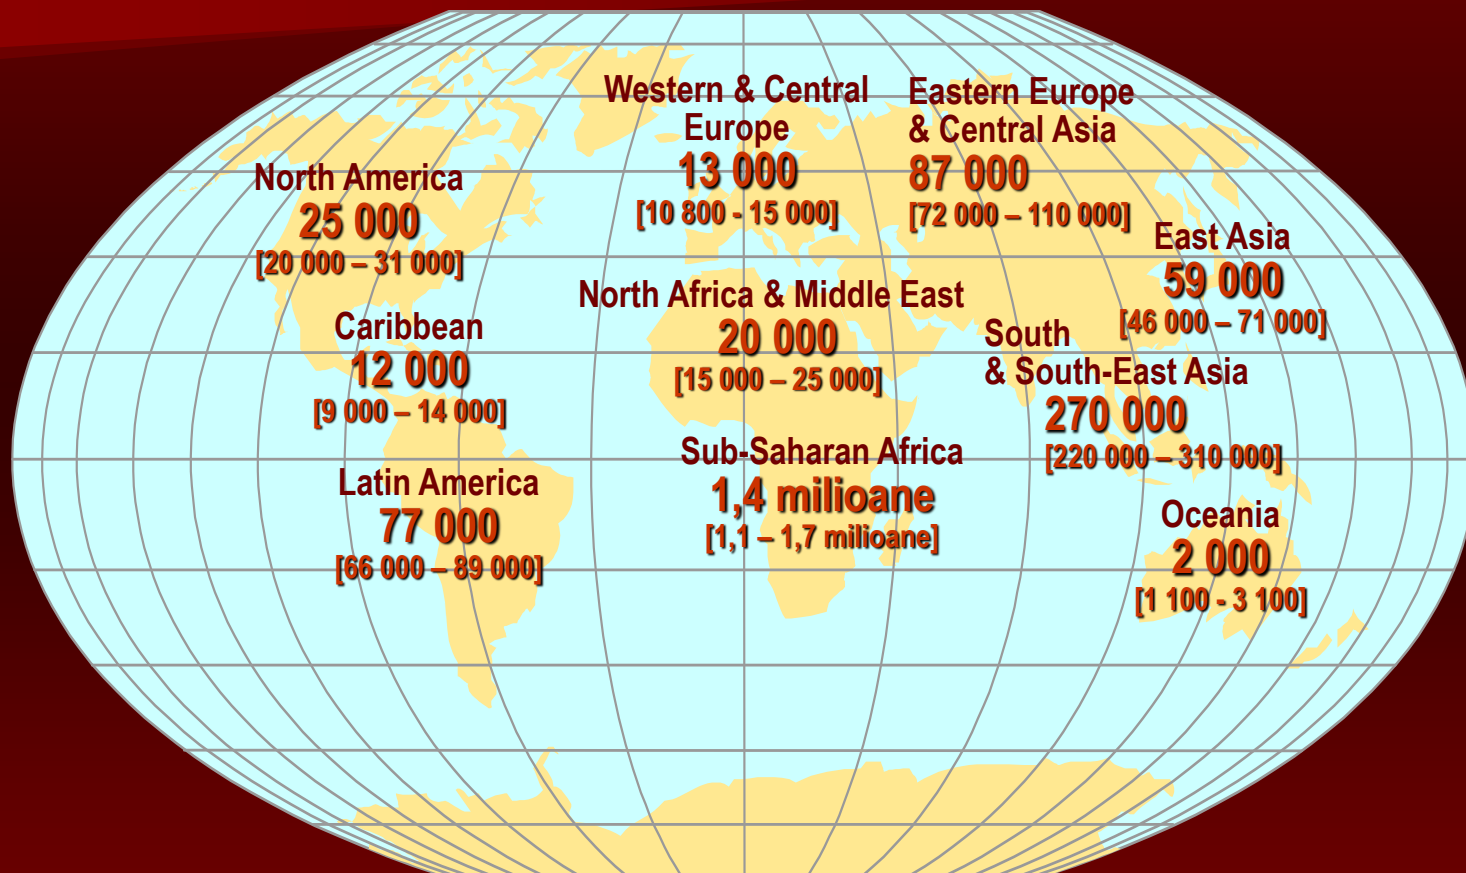 Western & Central
Europe
13 000
[10 800 - 15 000]
Eastern Europe
& Central Asia
87 000
[72 000 – 110 000]
North America
25 000
[20 000 – 31 000]
East Asia
59 000
[46 000 – 71 000]
North Africa & Middle East
20 000
[15 000 – 25 000]
Caribbean
12 000
[9 000 – 14 000]
South
& South-East Asia
270 000
[220 000 – 310 000]
Sub-Saharan Africa
1,4 milioane
[1,1 – 1,7 milioane]
Latin America
77 000
[66 000 – 89 000]
Oceania
2 000
[1 100 - 3 100]